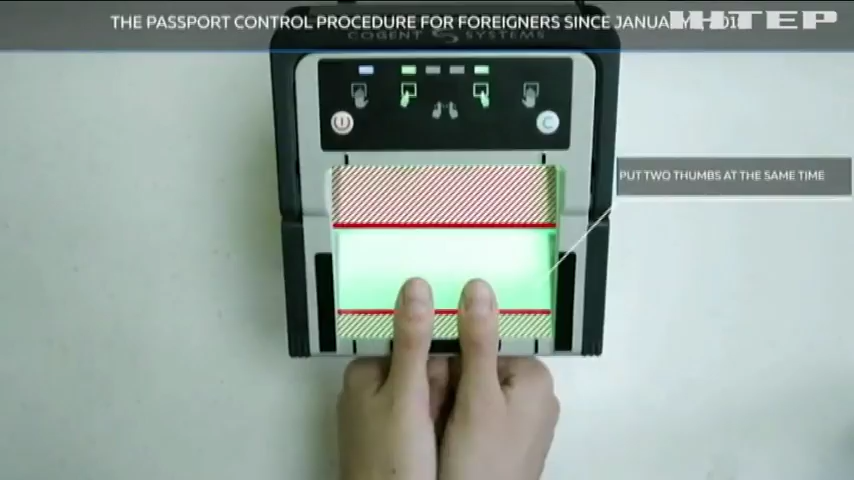 THE PASSPORT CONTROL PROCEDURE FOR FOREIGNERS SINCE
ІНТЕР
COGENT SYSTEMS
C
PUT TWO THUMBS AT THE SAME TIME